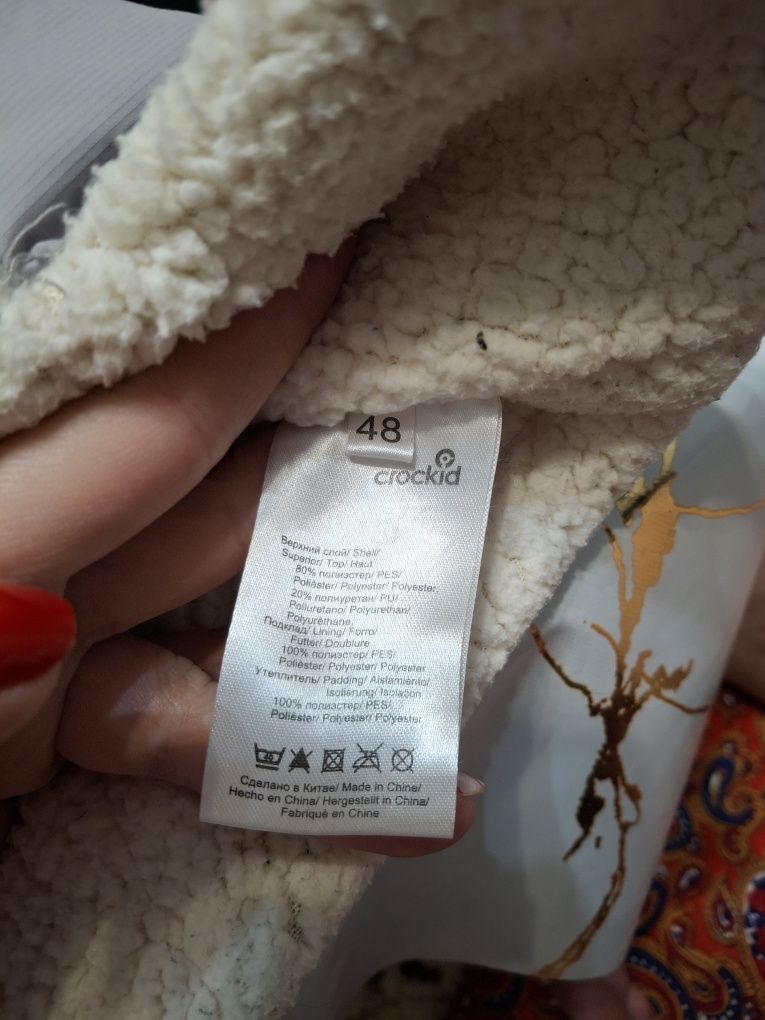 48
crockid
Верхний слой/ Shell/
Superior/ Top/ Haut
80% полиэстер/ PES/
Poliéster/ Polyester/ Polyester,
20% полиуретан/ PU/
Poliuretano/ Polyurethan/
Polyuréthane,
Подклад/ Lining/ Forro/
Futter/ Doublure
100% полиэстер/ PES/
Poliéster/ Polyester/ Polyester
Утеплитель/ Padding/ Aislamiento/
Isolierung/ Isolation
100% полиэстер/ PES/
Poliéster/ Polyester/ Polyester
40
Сделано в Китае/ Made in China/
Hecho en China/ Hergestellt in China/
Fabriqué en Chine